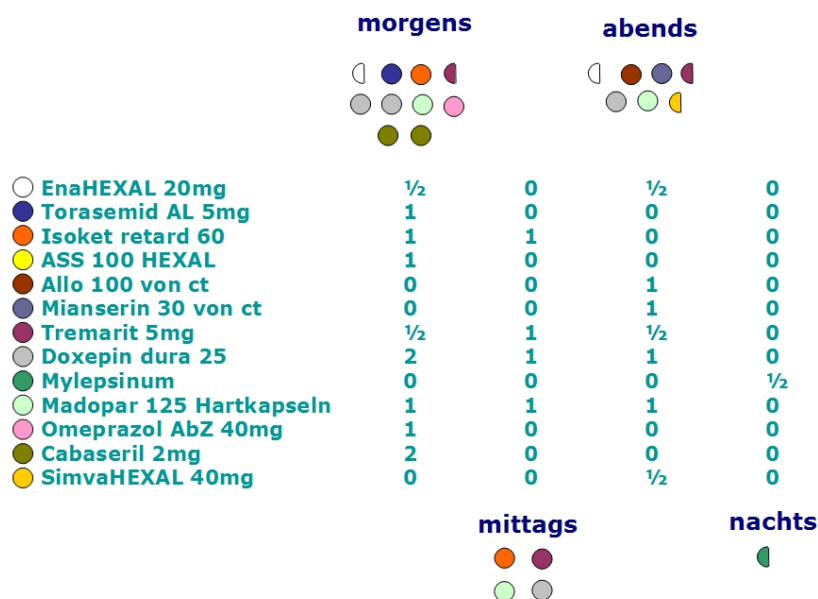 morgens
abends
EnaHEXAL 20mg ½ 0 ½ 0
Torasemid AL 5mg 1 0 0 0
Isoket retard 60 1 1 0 0
ASS 100 HEXAL 1 0 0 0
Allo 100 von ct 0 0 1 0
Mianserin 30 von ct 0 0 1 0
Tremarit 5mg ½ 1 ½ 0
Doxepin dura 25 2 1 1 0
Mylepsinum 0 0 0 ½
Madopar 125 Hartkapseln 1 1 1 0
Omeprazol AbZ 40mg 1 0 0 0
Cabaseril 2mg 2 0 0 0
SimvaHEXAL 40mg 0 0 ½ 0
mittags
nachts